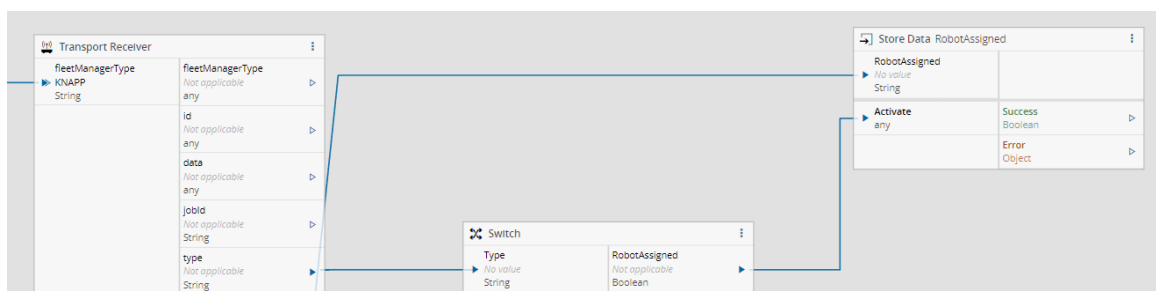 Transport Receiver
fleetManagerType
KNAPP
String
fleetManagerType
Not applicable
any
id
Not applicable
any
data
Not applicable
any
jobId
Not applicable
String
type
Not applicable
String
Switch
Type
No value
String
RobotAssigned
Not applicable
Boolean
Store Data RobotAssigned
RobotAssigned
No value
String
Activate
any
Success
Boolean
Error
Object